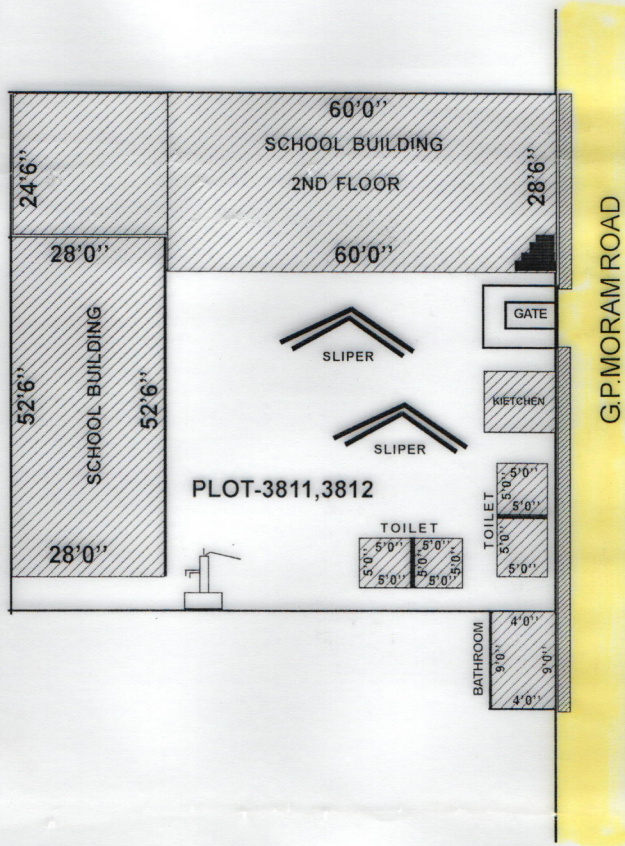 60'0''
SCHOOL BUILDING
2ND FLOOR
60'0''
28'6''
24'6''
28'0''
SCHOOL BUILDING
52'6''
52'6''
28'0''
G.P.MORAM ROAD
GATE
SLIPER
KIETCHEN
SLIPER
PLOT-3811,3812
TOILET
5'0''
5'0''
5'0''
5'0''
5'0''
5'0''
5'0''
TOILET
5'0''
5'0''
5'0''
5'0''
BATHROOM
4'0''
9'0''
9'0''
4'0''